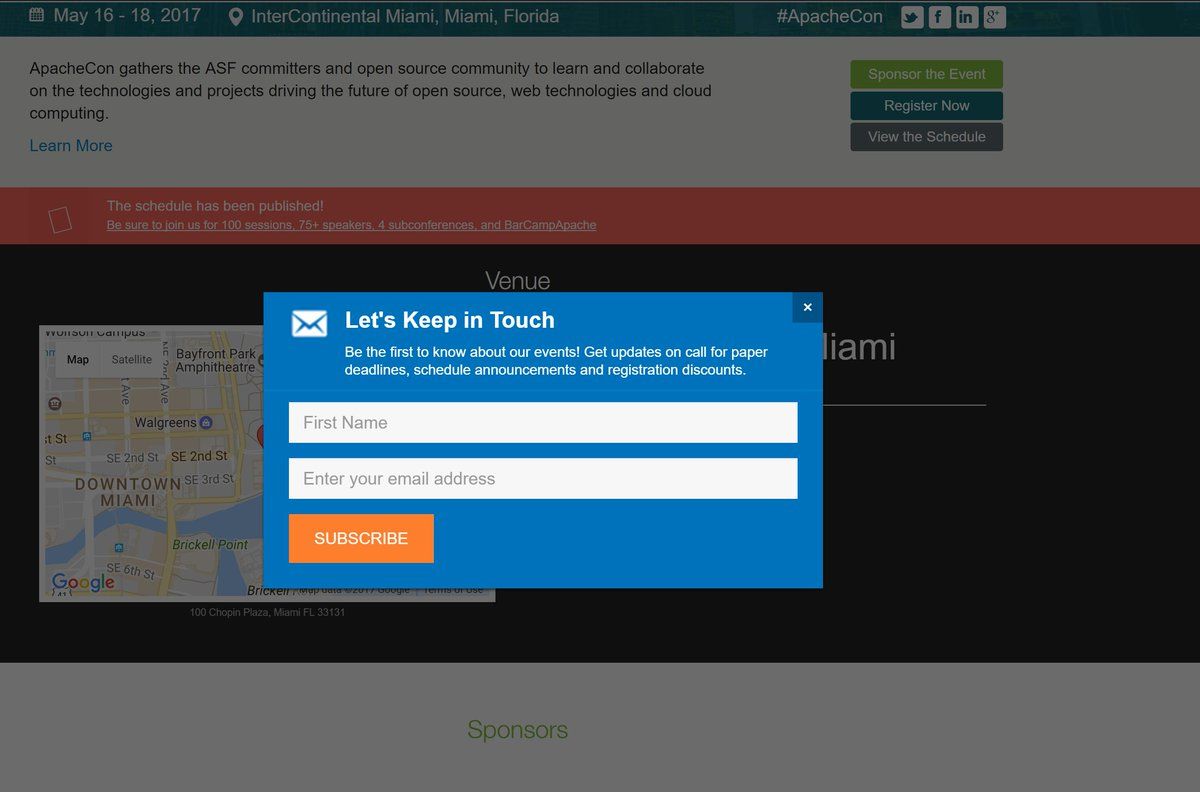 May 16 - 18, 2017
InterContinental Miami, Miami, Florida
#ApacheCon
ApacheCon gathers the ASF committers and open source community to learn and collaborate
on the technologies and projects driving the future of open source, web technologies and cloud
computing.
Learn More
Sponsor the Event
Register Now
View the Schedule
The schedule has been published!
Be sure to join us for 100 sessions, 75+ speakers, 4 subconferences, and BarCampApache
Venue
Let's Keep in Touch
×
Be the first to know about our events! Get updates on call for paper
deadlines, schedule announcements and registration discounts.
First Name
Enter your email address
SUBSCRIBE
iami
Wolfson Campus
Map
Satellite
NE 2nd Ave
Bayfront Park
Amphitheatre
Walgreens
st St
St
SE 2nd St
SE 2nd St
DOWNTOWN
MIAMI
SE 3rd St
Brickell Point
SE 6th St
Google
41
Brickell
Map data ©2017 Google
Terms of Use
100 Chopin Plaza, Miami FL 33131
Sponsors